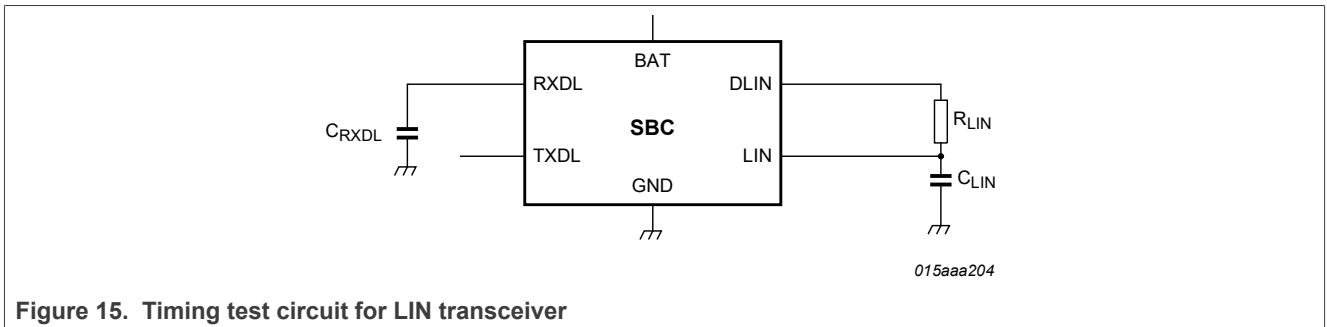 BAT
RXDL
DLIN
CRXDL
SBC
RLIN
TXDL
LIN
GND
CLIN
015aaa204
Figure 15. Timing test circuit for LIN transceiver